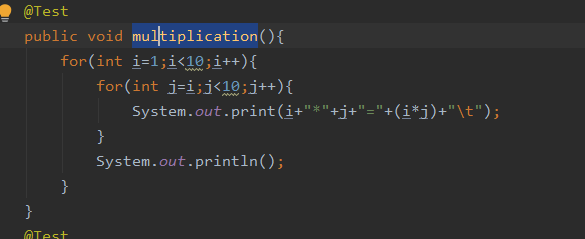 @Test
public void multiplication(){
for(int i=1;i<10;i++){
for(int j=i;j<10;j++){
System.out.print(i+"*"+j+"="+(i*j)+"\t");
}
System.out.println();
}
}
@Test